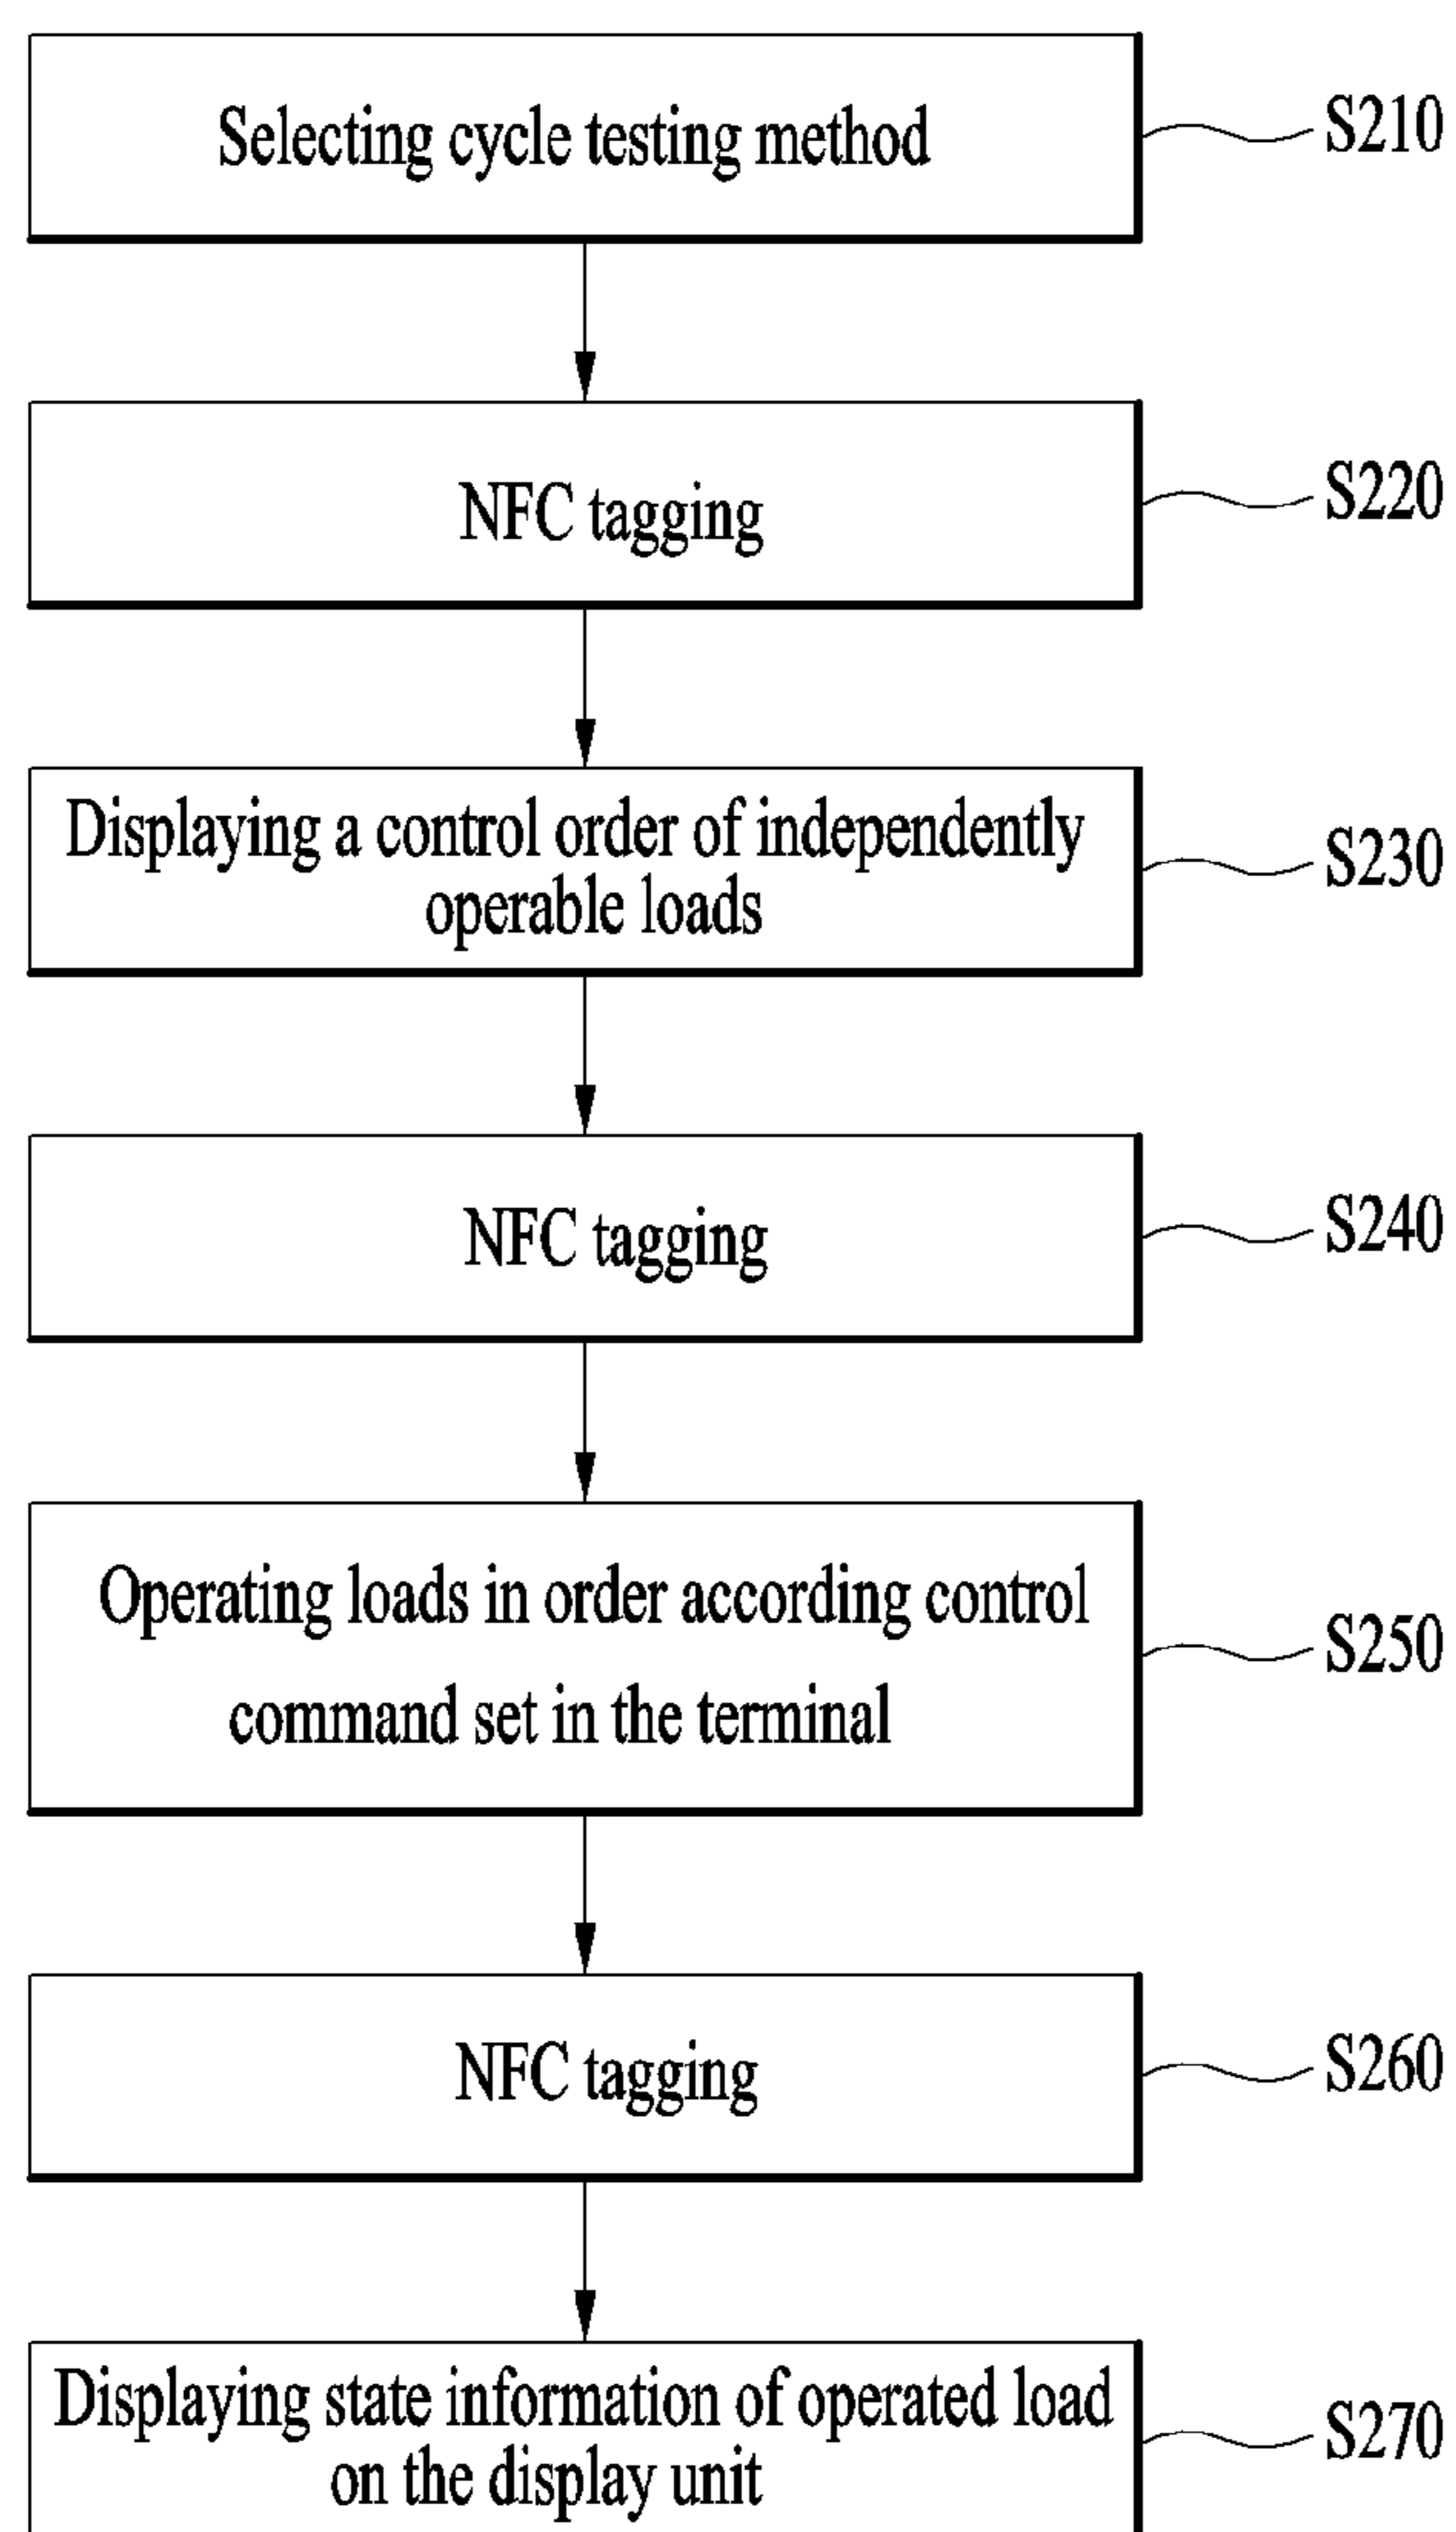 Selecting cycle testing method
S210
NFC tagging
S220
Displaying a control order of independently
operable loads
S230
NFC tagging
S240
Operating loads in order according control
command set in the terminal
S250
NFC tagging
S260
Displaying state information of operated load
on the display unit
S270